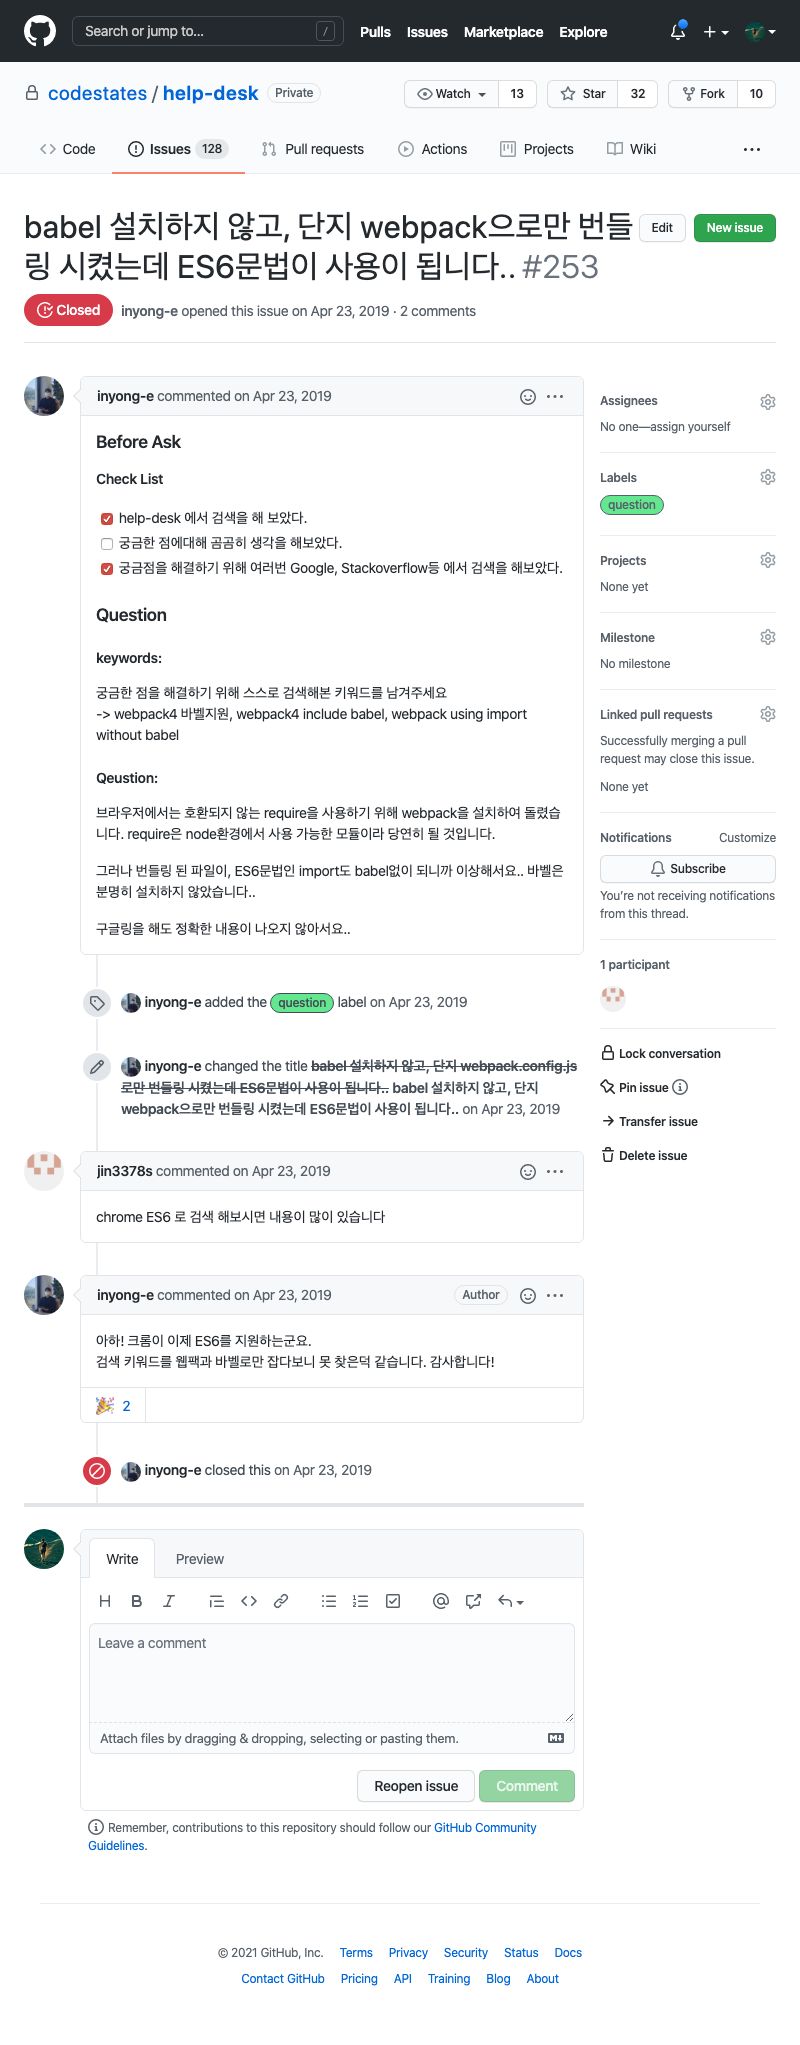 Search or jump to...
/
Pulls
Issues
Marketplace
Explore
codestates / help-desk
Private
Watch
13
Star
32
Fork
10
Code
Issues
128
Pull requests
Actions
Projects
Wiki
babel 설치하지 않고, 단지 webpack으로만 번들
링 시켰는데 ES6문법이 사용이 됩니다.. #253
Edit
New issue
Closed
inyong-e opened this issue on Apr 23, 2019 · 2 comments
inyong-e commented on Apr 23, 2019
Before Ask
Check List
help-desk 에서 검색을 해 보았다.
궁금한 점에대해 곰곰히 생각을 해보았다.
궁금점을 해결하기 위해 여러번 Google, Stackoverflow등 에서 검색을 해보았다.
Question
keywords:
궁금한 점을 해결하기 위해 스스로 검색해본 키워드를 남겨주세요
-> webpack4 바벨지원, webpack4 include babel, webpack using import
without babel
Qeustion:
브라우저에서는 호환되지 않는 require을 사용하기 위해 webpack을 설치하여 돌렸습
니다. require은 node환경에서 사용 가능한 모듈이라 당연히 될 것입니다.
그러나 번들링 된 파일이, ES6문법인 import도 babel없이 되니까 이상해서요.. 바벨은
분명히 설치하지 않았습니다..
구글링을 해도 정확한 내용이 나오지 않아서요..
Assignees
No one—assign yourself
Labels
question
Projects
None yet
Milestone
No milestone
Linked pull requests
Successfully merging a pull
request may close this issue.
None yet
Notifications
Customize
Subscribe
You're not receiving notifications
from this thread.
1 participant
Lock conversation
Pin issue
Transfer issue
Delete issue
inyong-e added the question label on Apr 23, 2019
inyong-e changed the title babel 설치하지 않고, 단지 webpack.config.js
로만 번들링 시켰는데 ES6문법이 사용이 됩니다.. babel 설치하지 않고, 단지
webpack으로만 번들링 시켰는데 ES6문법이 사용이 됩니다.. on Apr 23, 2019
jin3378s commented on Apr 23, 2019
chrome ES6 로 검색 해보시면 내용이 많이 있습니다
inyong-e commented on Apr 23, 2019
Author
아하! 크롬이 이제 ES6를 지원하는군요.
검색 키워드를 웹팩과 바벨로만 잡다보니 못 찾은덕 같습니다. 감사합니다!
2
inyong-e closed this on Apr 23, 2019
Write
Preview
Leave a comment
Attach files by dragging & dropping, selecting or pasting them.
Reopen issue
Comment
Remember, contributions to this repository should follow our GitHub Community
Guidelines.
© 2021 GitHub, Inc.
Terms
Privacy
Security
Status
Docs
Contact GitHub
Pricing
API
Training
Blog
About